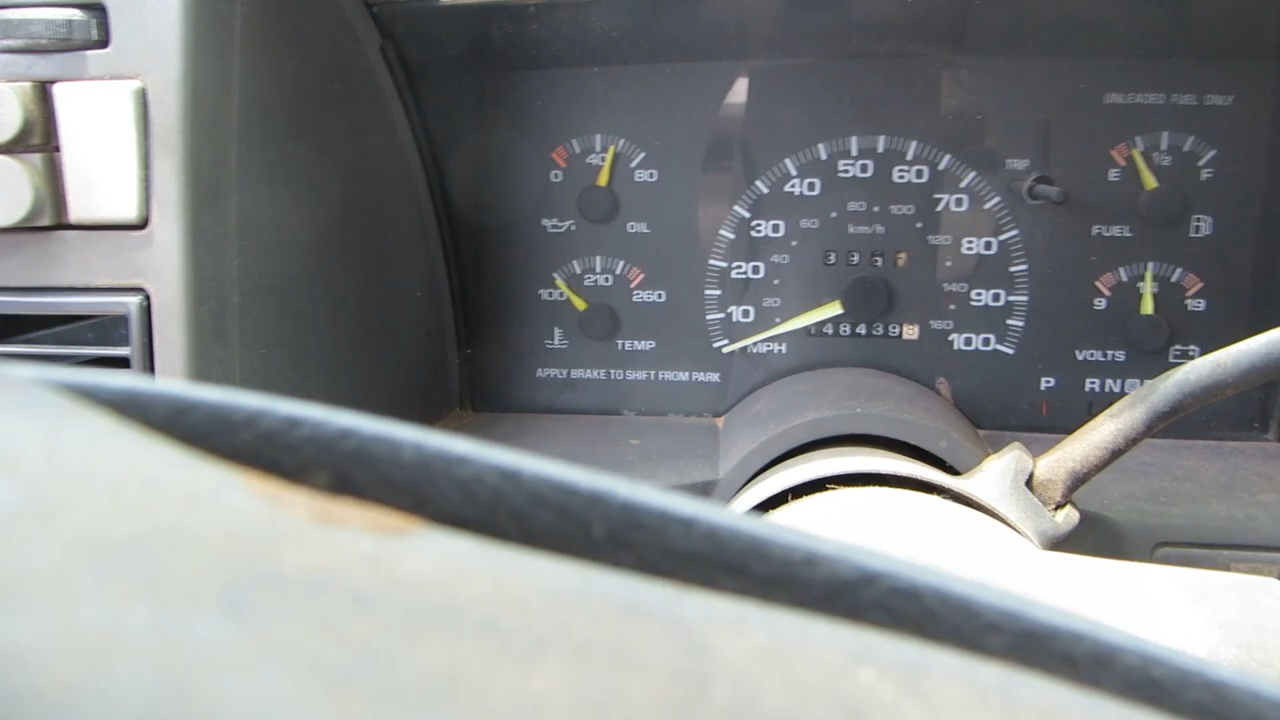 UNLEADED FUEL ONLY
0 40 80
OIL
100 210 260
TEMP
APPLY BRAKE TO SHIFT FROM PARK
10 20 30 40 50 60 70 80 90 100
MPH
20 40 60 80 100 120 140 160
km/h
148439
TRIP
E 1/2 F
FUEL
9 19
VOLTS
P R N